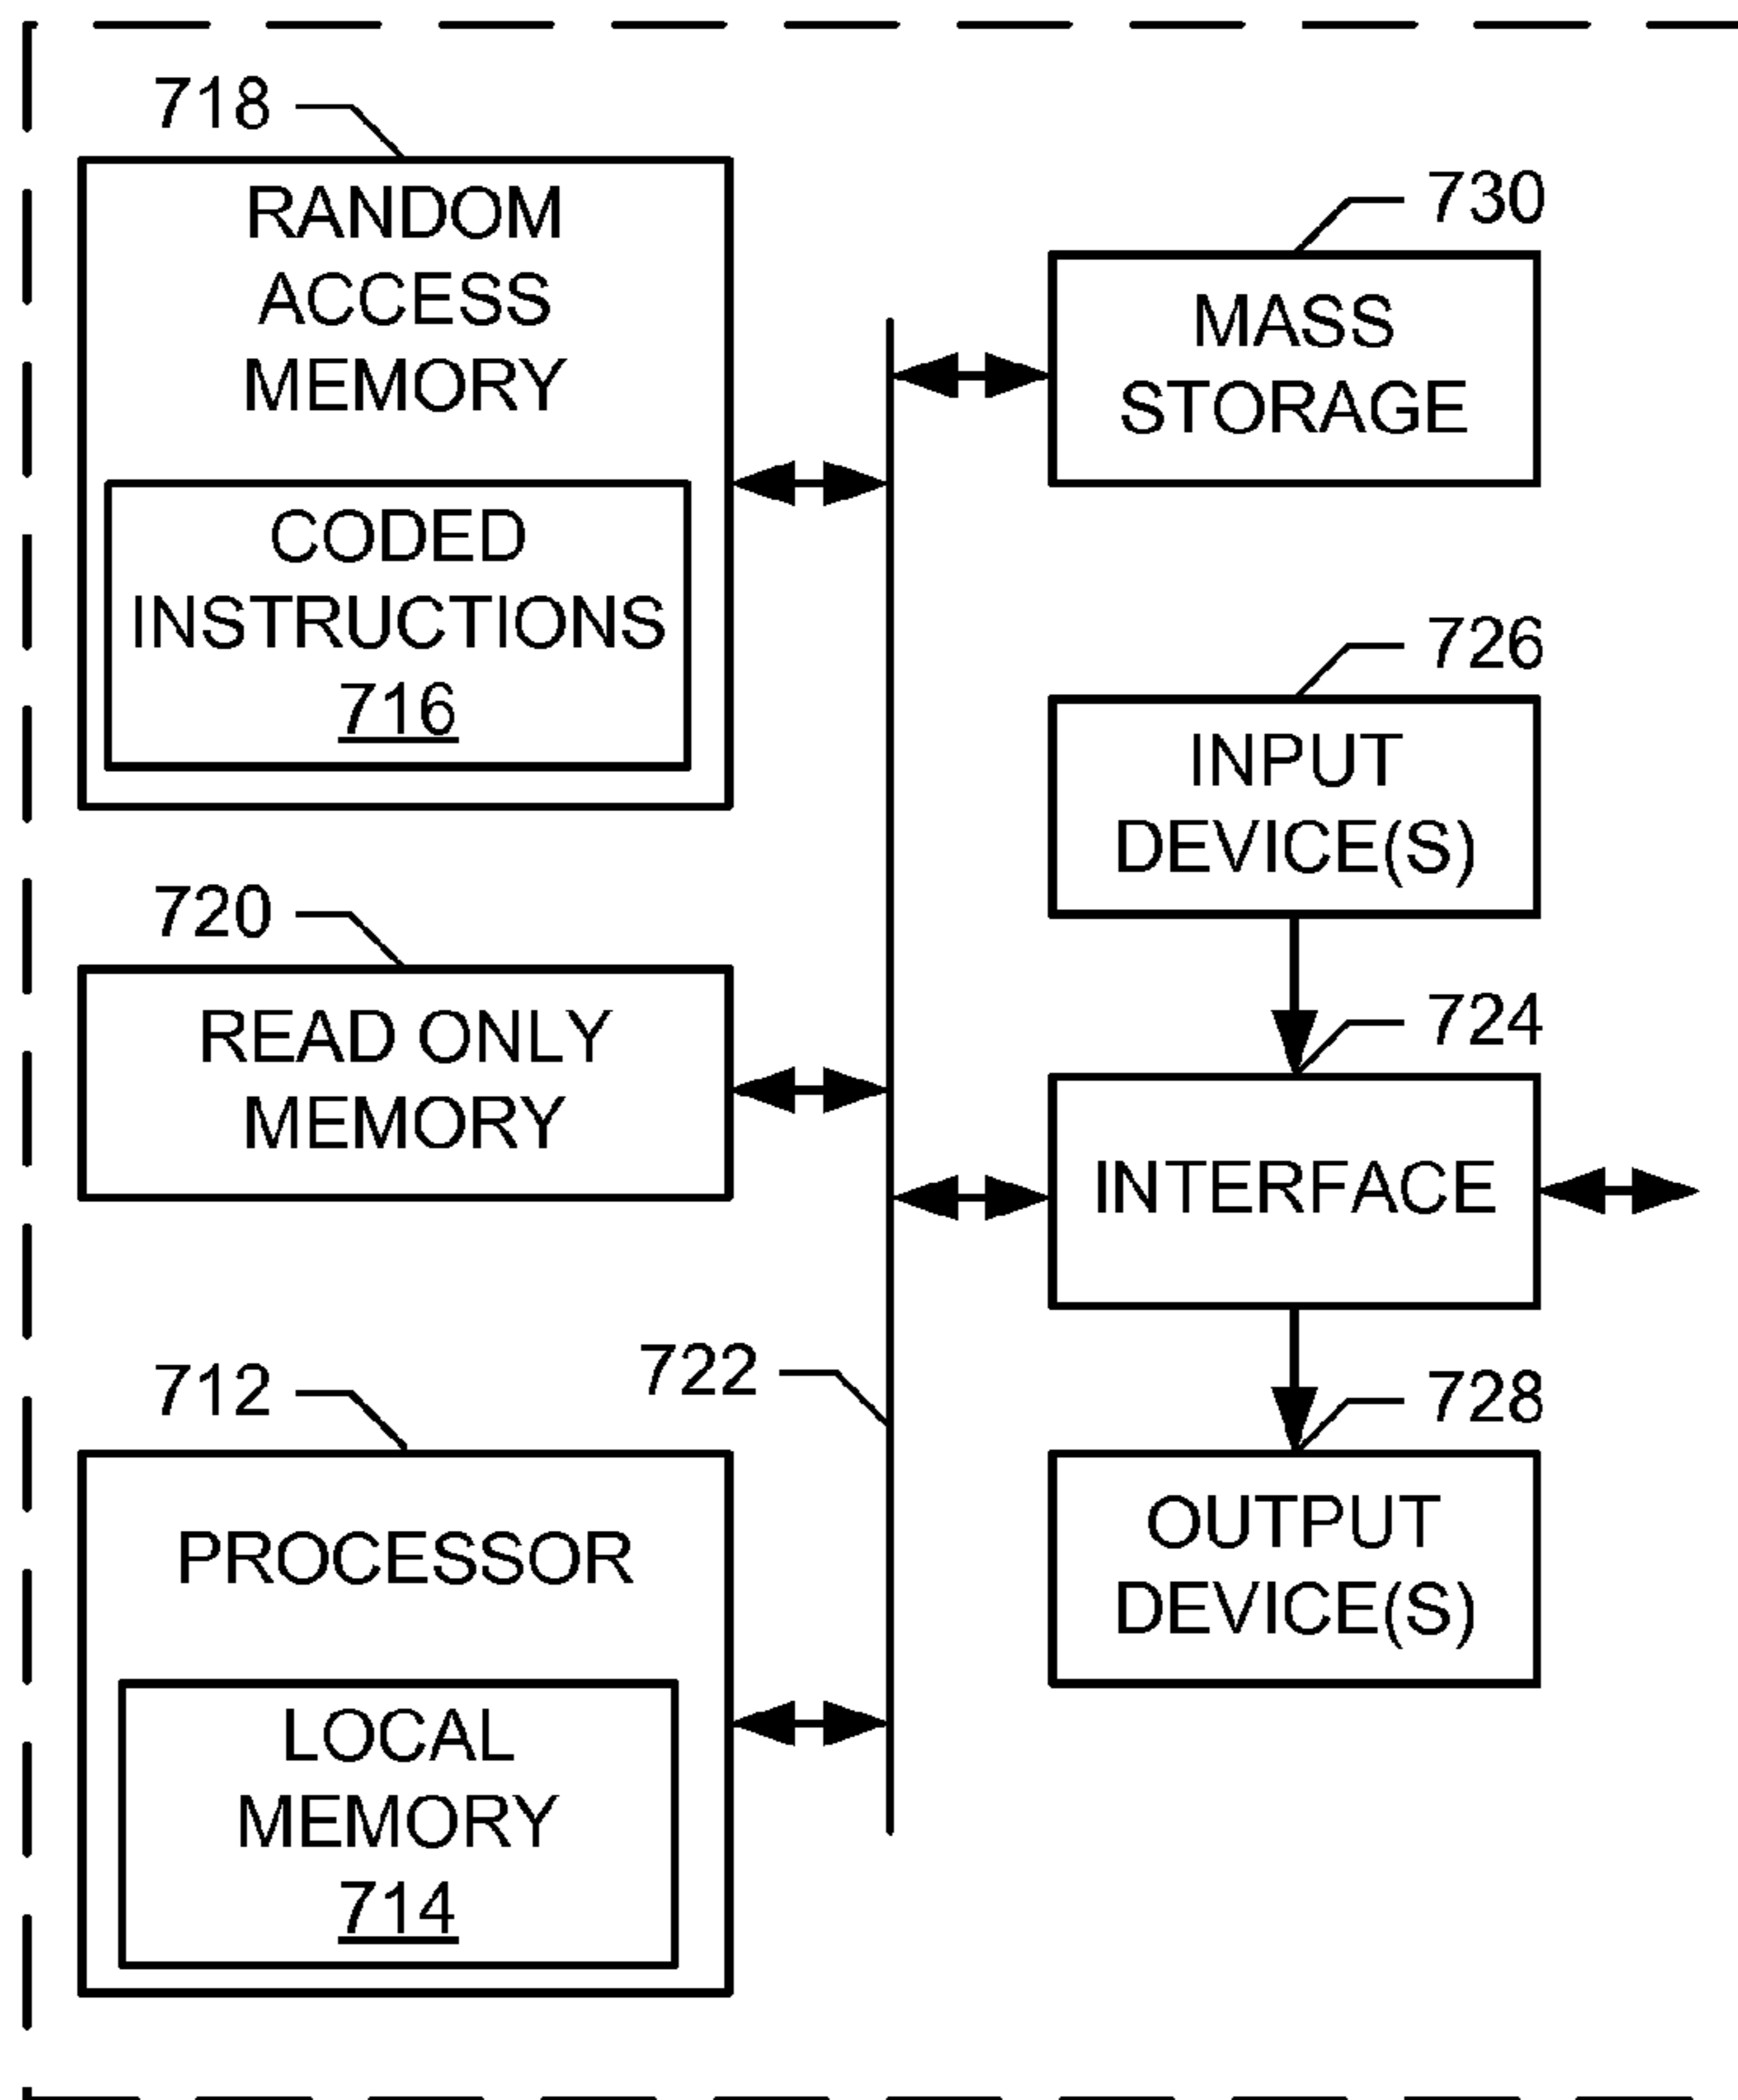 718
RANDOM
ACCESS
MEMORY
CODED
INSTRUCTIONS
716
720
READ ONLY
MEMORY
712
PROCESSOR
LOCAL
MEMORY
714
722
730
MASS
STORAGE
726
INPUT
DEVICE(S)
724
INTERFACE
728
OUTPUT
DEVICE(S)